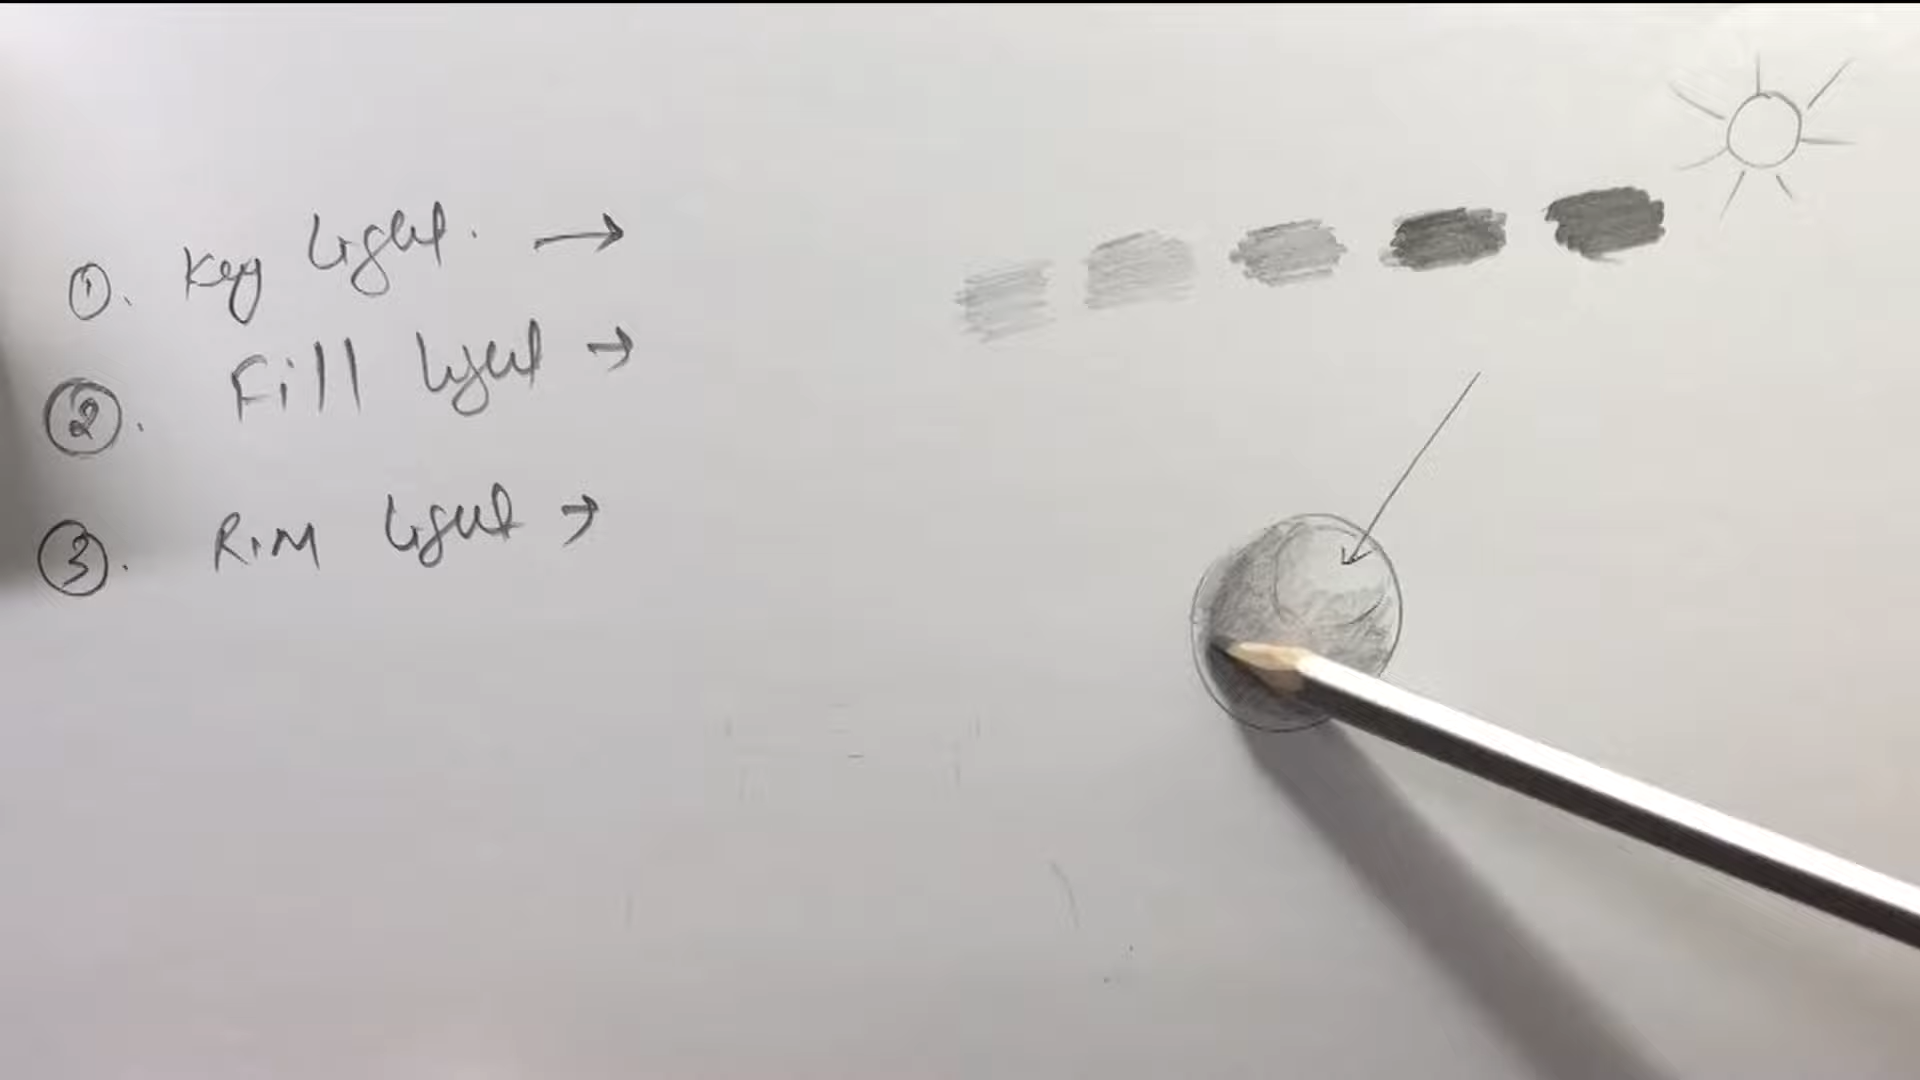 ①. Key light. →
②. Fill light →
③. Rim light →